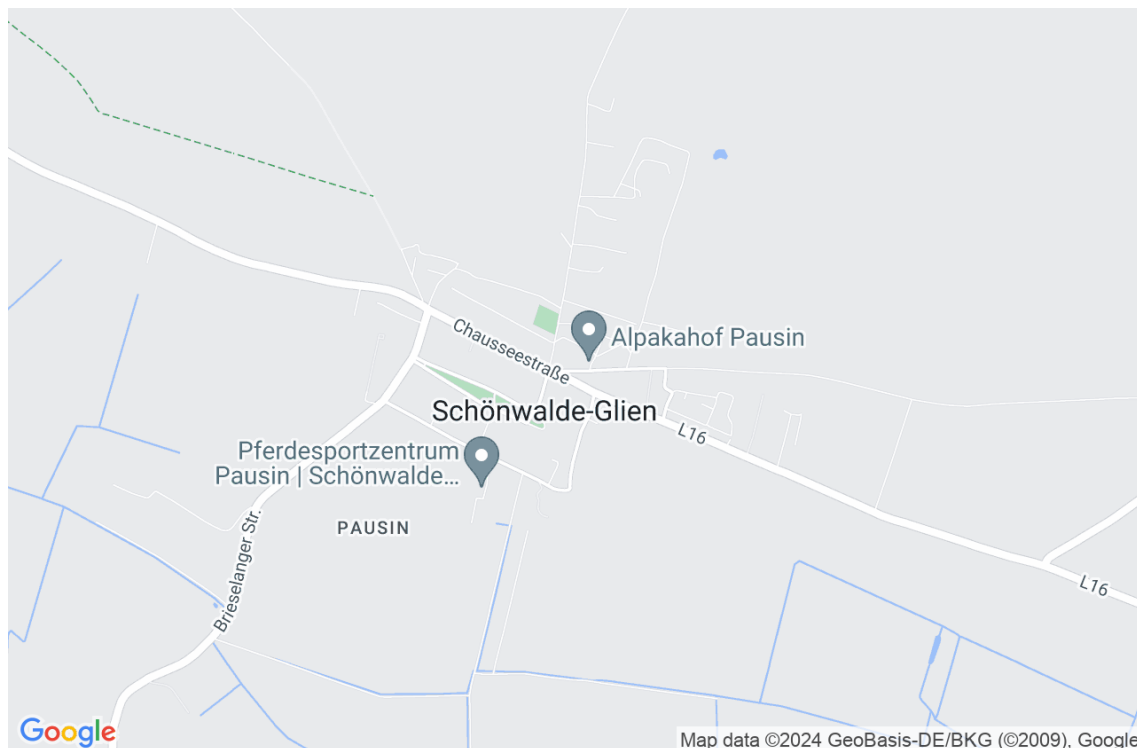 Chausseestraße
Alpakahof Pausin
Schönwalde-Glien
L16
Pferdesportzentrum
Pausin | Schönwalde...
PAUSIN
Brieselanger Str.
L16
Google
Map data ©2024 GeoBasis-DE/BKG (©2009), Google